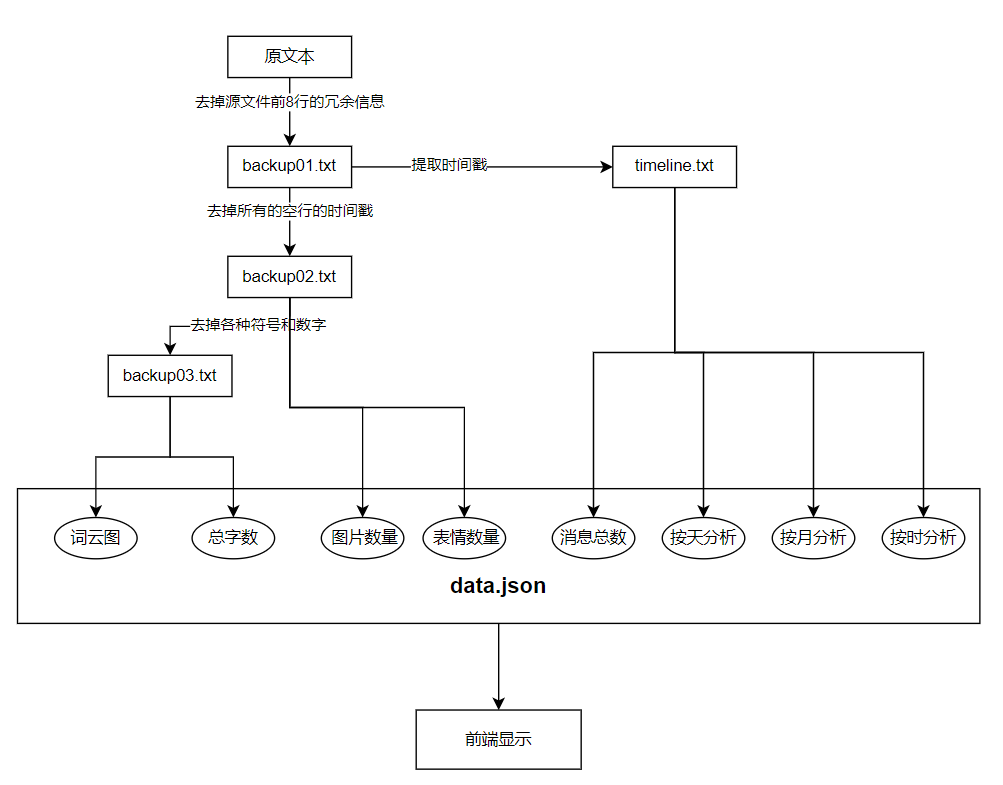 原文本
去掉源文件前8行的冗余信息
backup01.txt
提取时间戳
timeline.txt
去掉所有的空行的时间戳
backup02.txt
去掉各种符号和数字
backup03.txt
词云图
总字数
图片数量
表情数量
消息总数
按天分析
按月分析
按时分析
data.json
前端显示